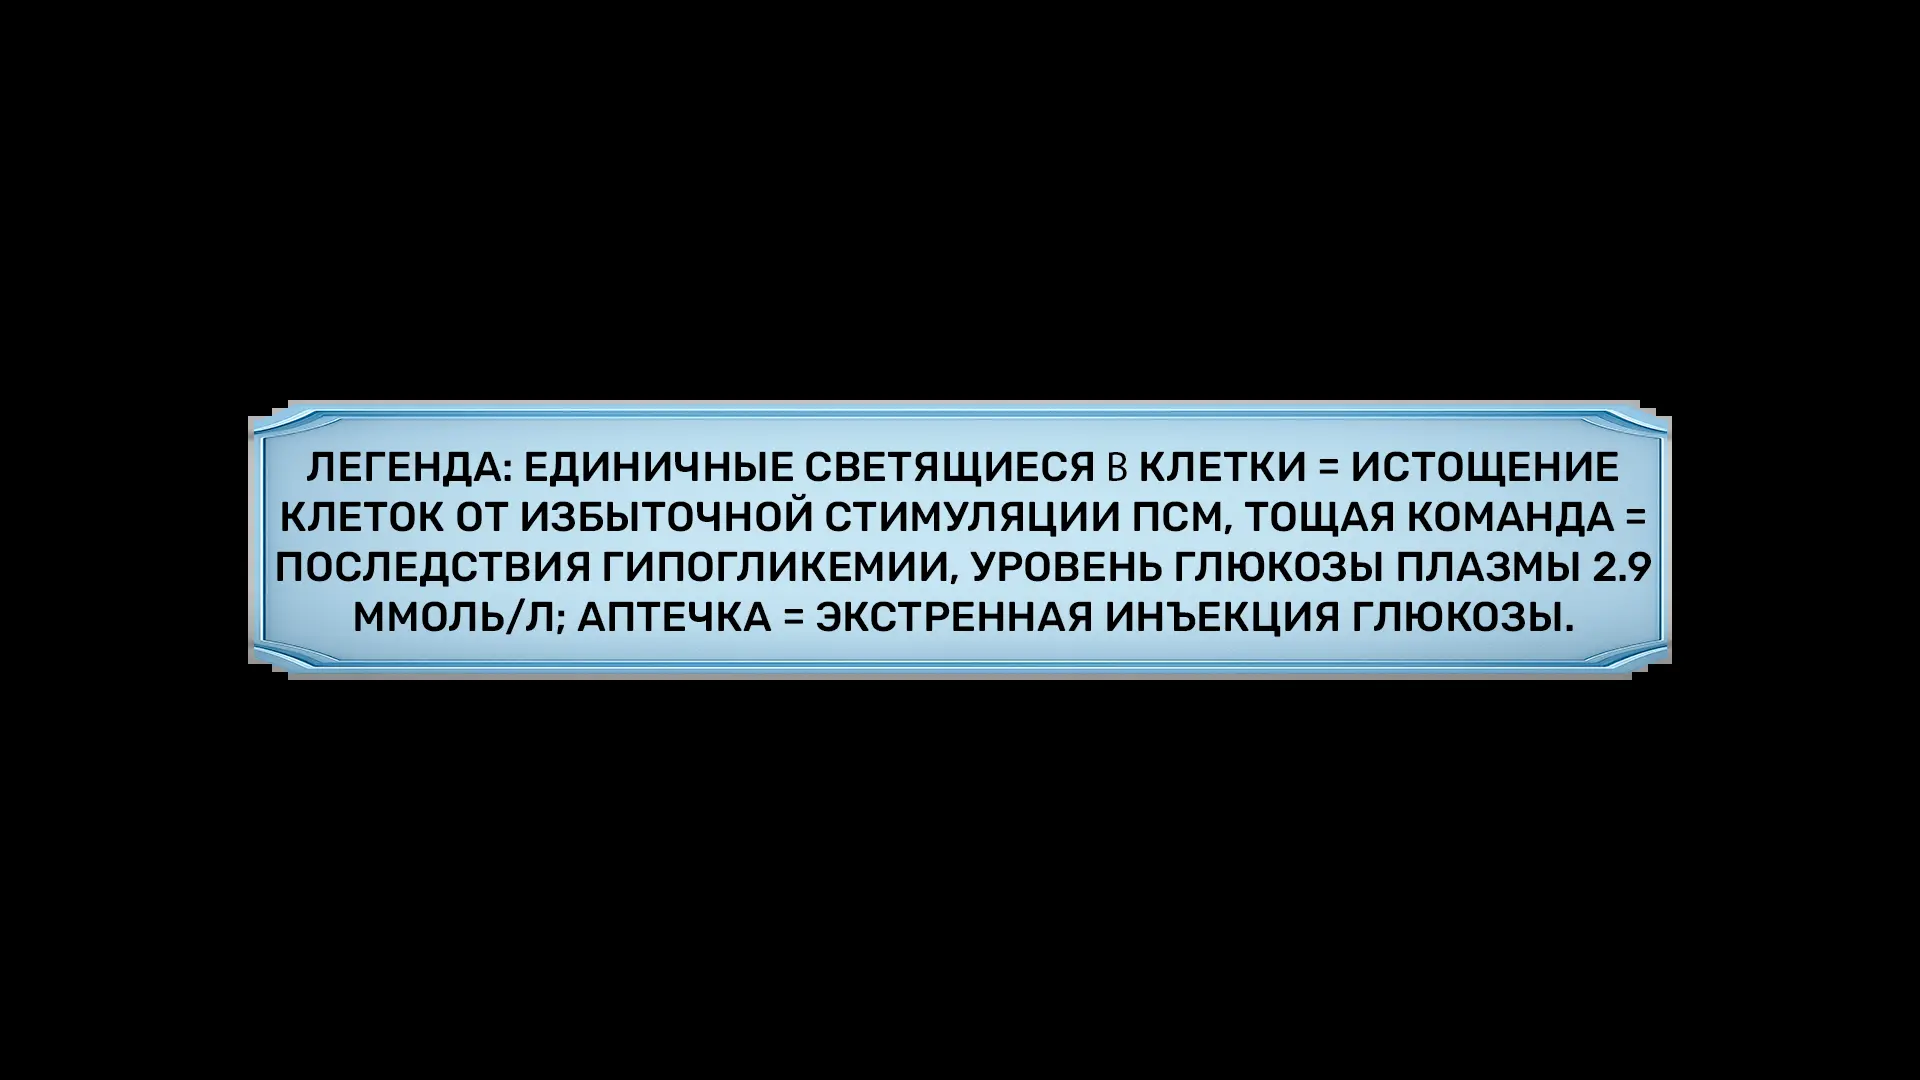 ЛЕГЕНДА: ЕДИНИЧНЫЕ СВЕТЯЩИЕСЯ В КЛЕТКИ = ИСТОЩЕНИЕ
КЛЕТОК ОТ ИЗБЫТОЧНОЙ СТИМУЛЯЦИИ ПСМ, ТОЩАЯ КОМАНДА =
ПОСЛЕДСТВИЯ ГИПОГЛИКЕМИИ, УРОВЕНЬ ГЛЮКОЗЫ ПЛАЗМЫ 2.9
ММОЛЬ/Л; АПТЕЧКА = ЭКСТРЕННАЯ ИНЪЕКЦИЯ ГЛЮКОЗЫ.